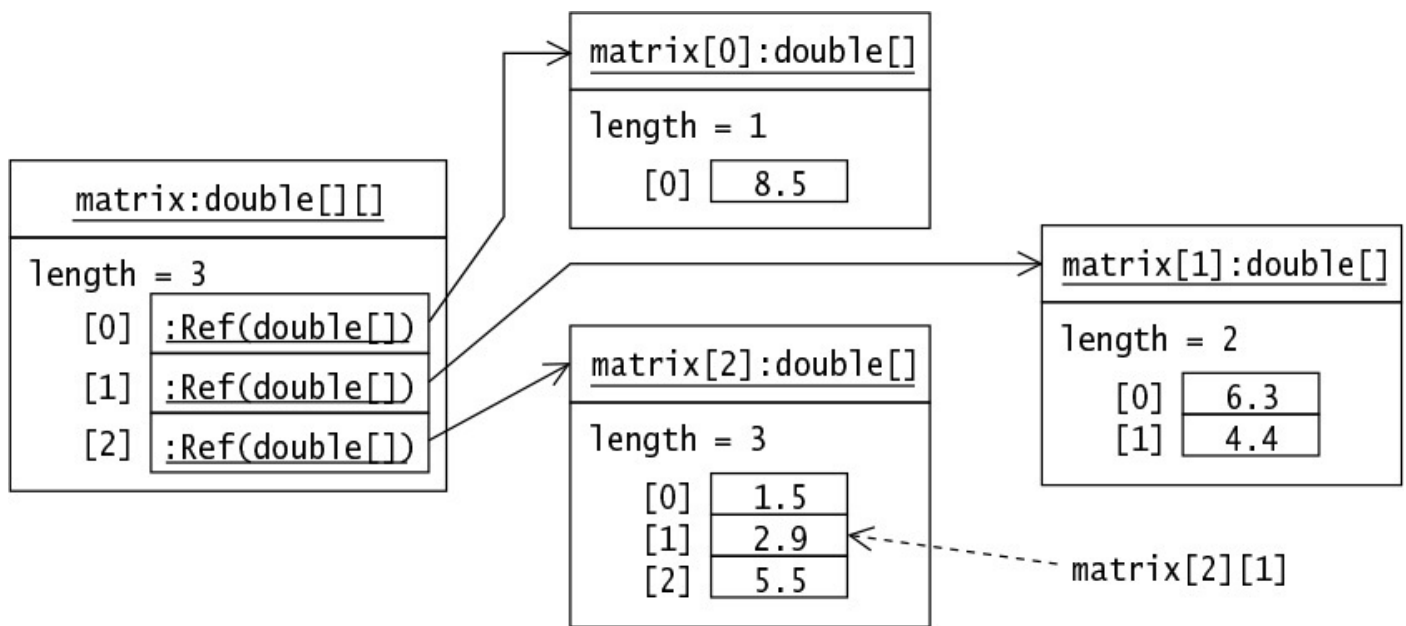 matrix:double[][]
length = 3
[0] :Ref(double[])
[1] :Ref(double[])
[2] :Ref(double[])
matrix[0]:double[]
length = 1
[0] 8.5
matrix[1]:double[]
length = 2
[0] 6.3
[1] 4.4
matrix[2]:double[]
length = 3
[0] 1.5
[1] 2.9
[2] 5.5
matrix[2][1]